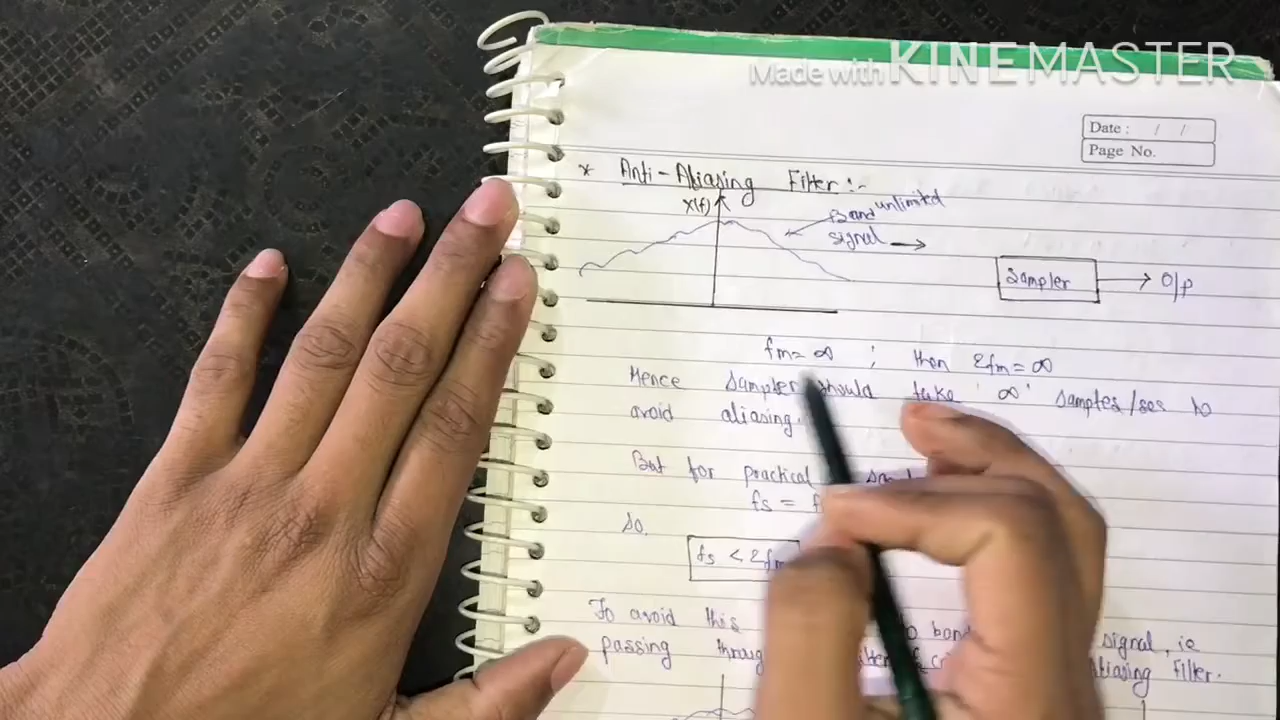 Made with KINEMASTER
Date : / /
Page No.
* Anti-Aliasing Filter :-
X(f)
Band unlimited
signal
Sampler
O/p
fm = ∞ ; then 2fm = ∞
Hence Sampler should take '∞' samples/sec to
avoid aliasing.
But for practical
fs =
So,
fs < 2fm
To avoid this to signal, ie
passing Filter.